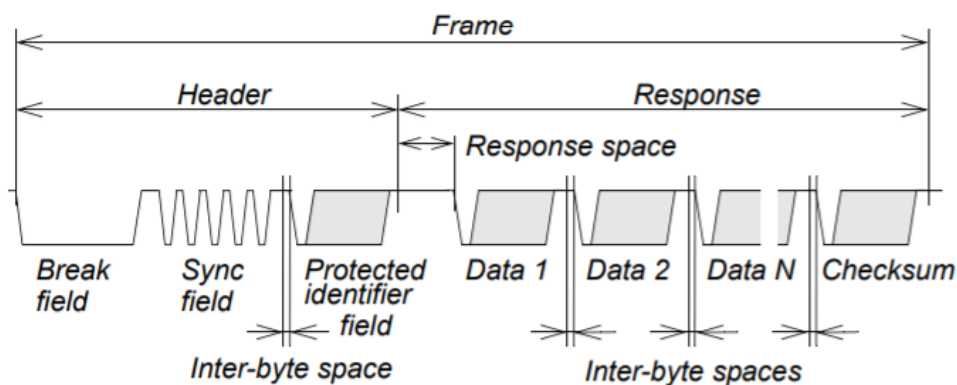 Frame
Header
Response
Response space
Break
field
Sync
field
Protected
identifier
field
Data 1
Data 2
Data N
Checksum
Inter-byte space
Inter-byte spaces